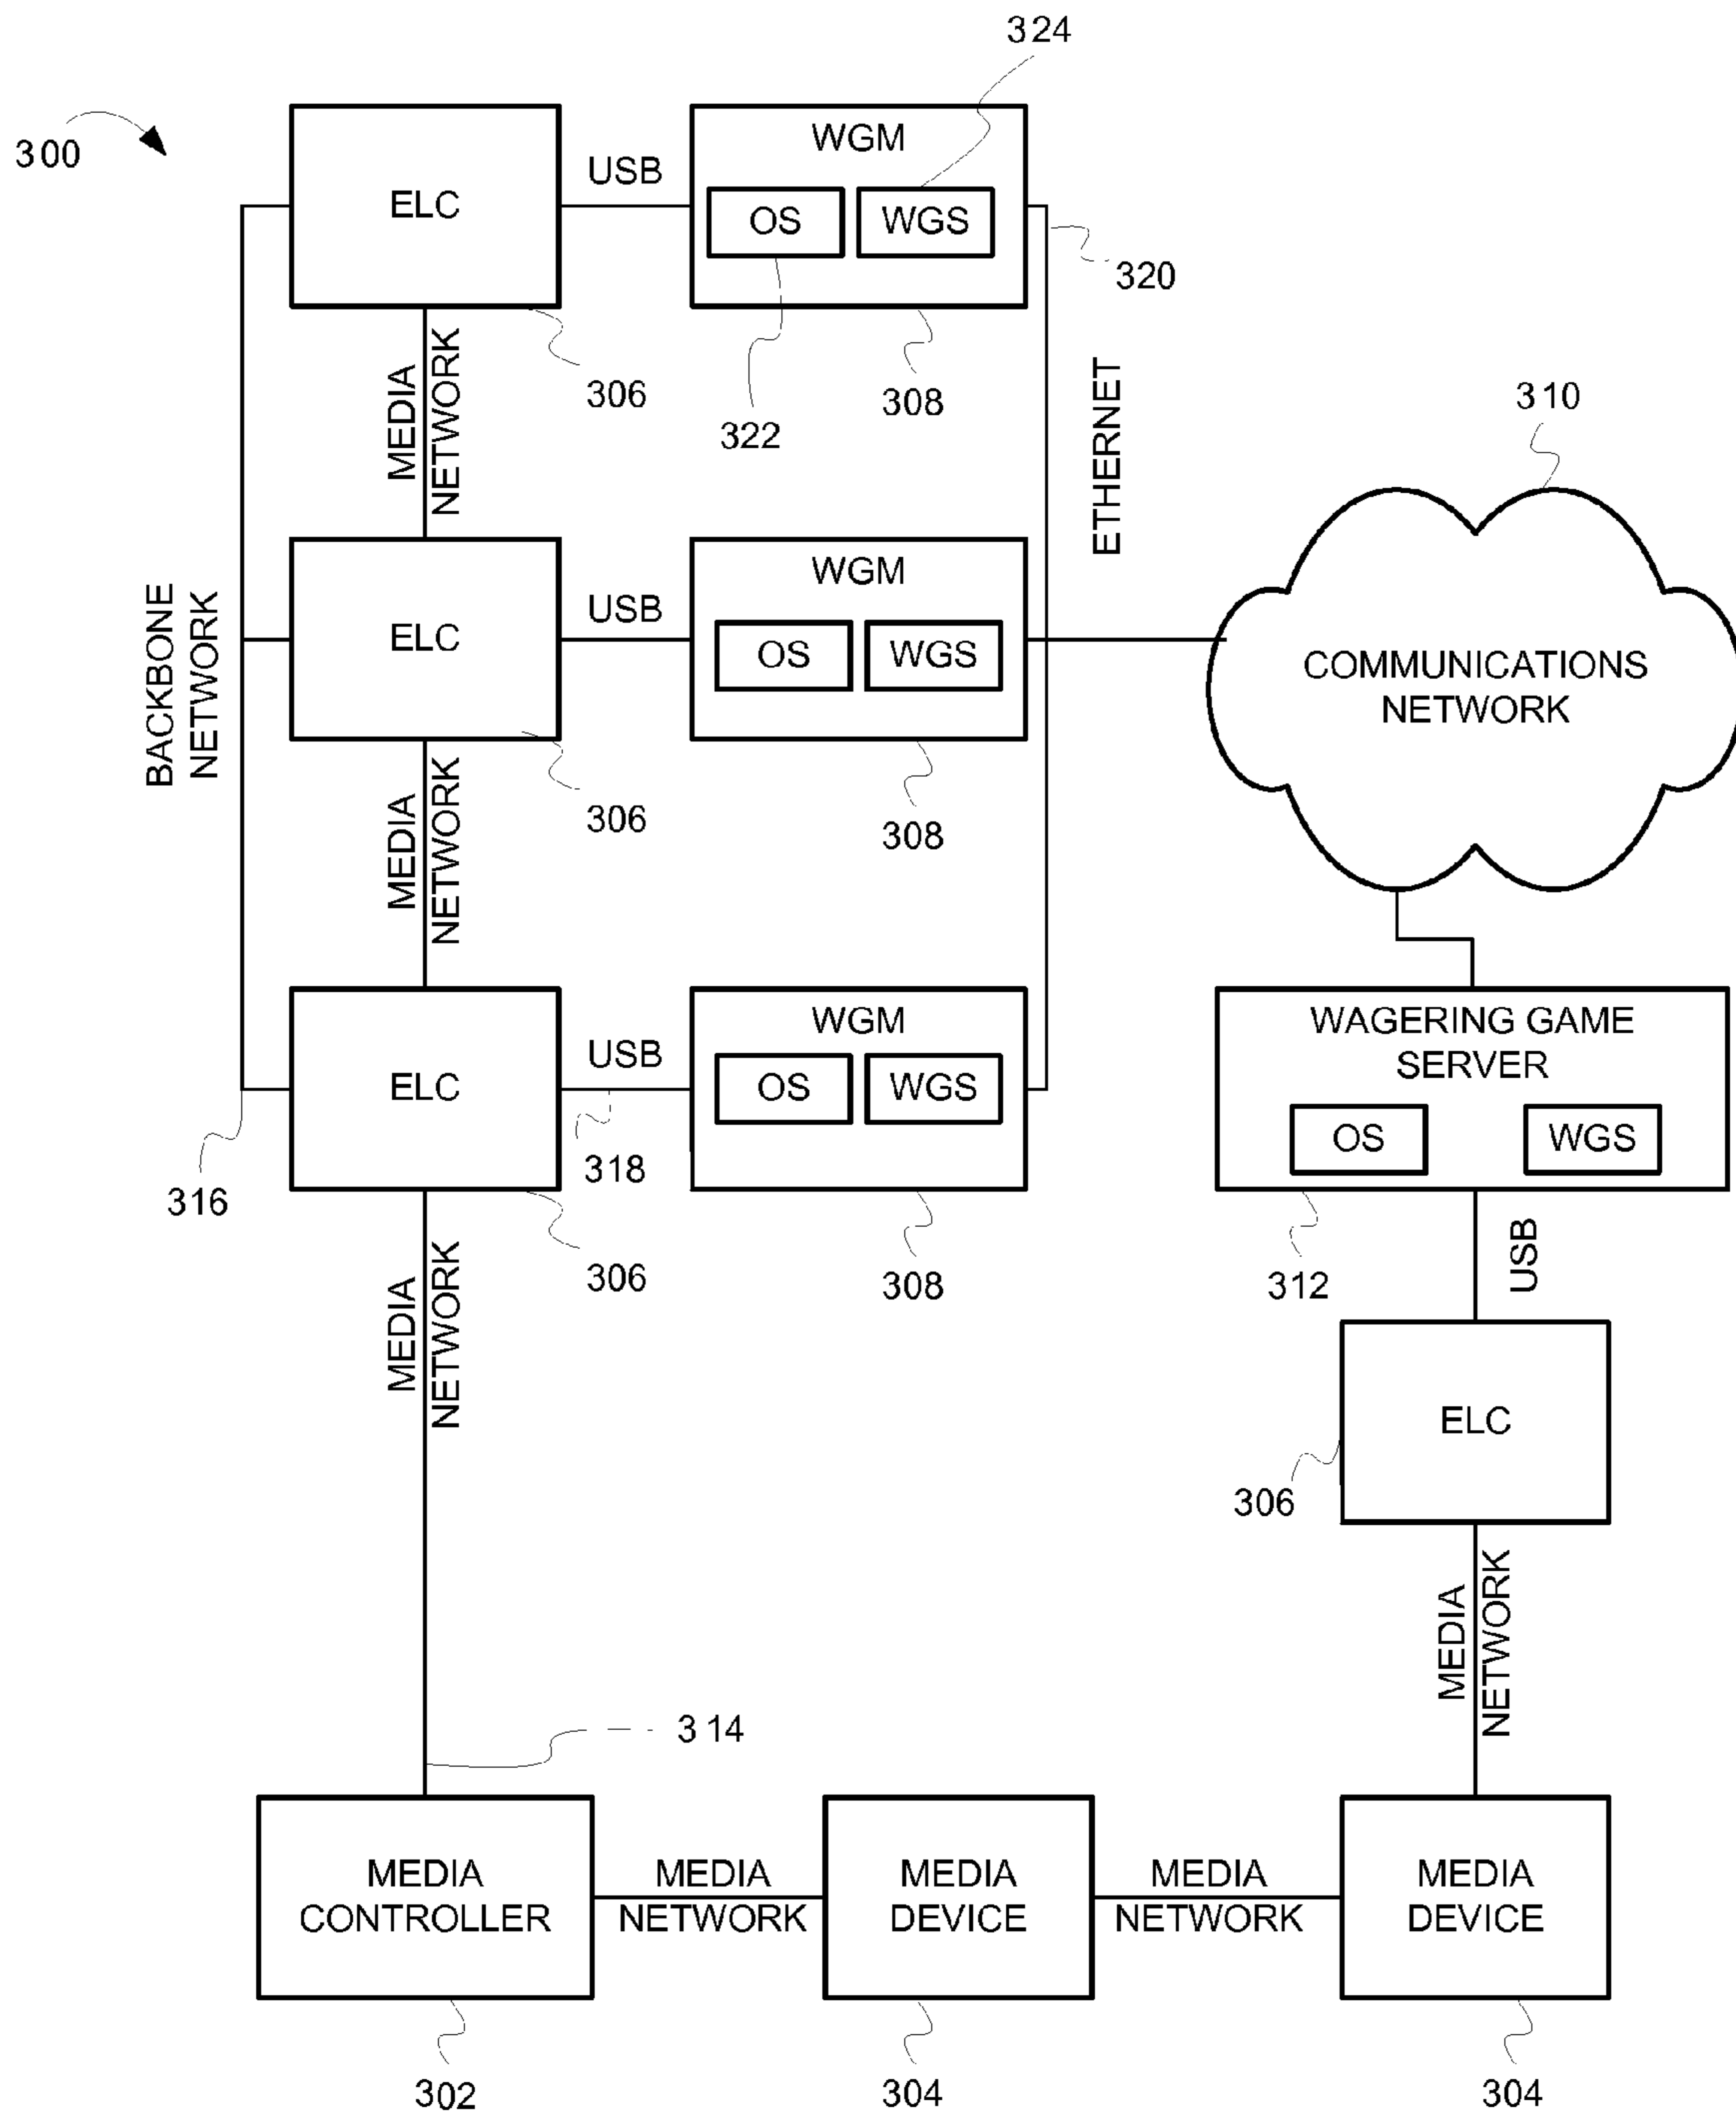 324
300
ELC
USB
WGM
OS
WGS
320
306
322
308
MEDIA
NETWORK
ETHERNET
310
BACKBONE
NETWORK
ELC
USB
WGM
OS
WGS
COMMUNICATIONS
NETWORK
306
308
MEDIA
NETWORK
ELC
USB
WGM
OS
WGS
WAGERING GAME
SERVER
OS
WGS
316
318
306
308
312
USB
MEDIA
NETWORK
ELC
306
MEDIA
NETWORK
314
MEDIA
CONTROLLER
MEDIA
NETWORK
MEDIA
DEVICE
MEDIA
NETWORK
MEDIA
DEVICE
302
304
304